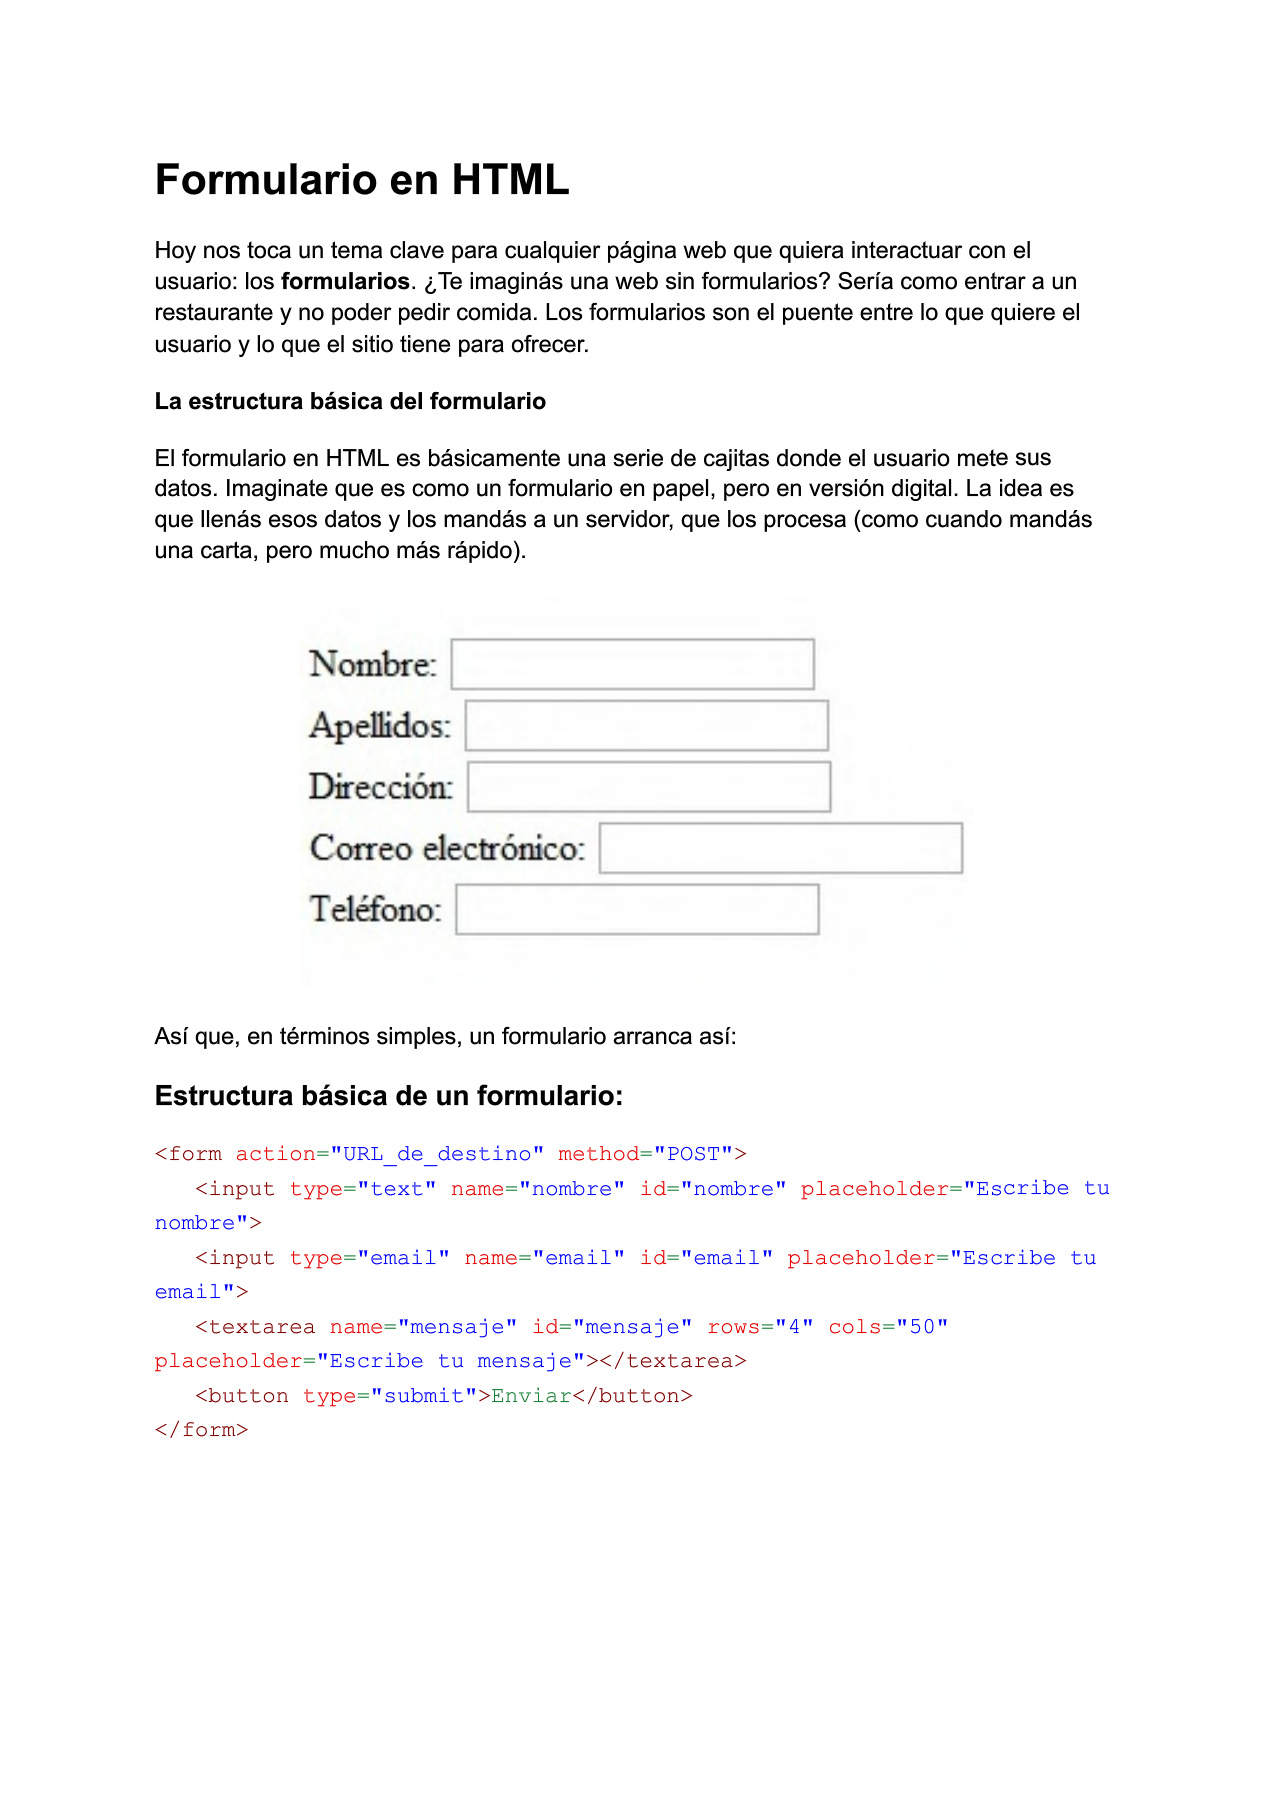 Formulario en HTML
Hoy nos toca un tema clave para cualquier página web que quiera interactuar con el
usuario: los formularios. ¿Te imaginás una web sin formularios? Sería como entrar a un
restaurante y no poder pedir comida. Los formularios son el puente entre lo que quiere el
usuario y lo que el sitio tiene para ofrecer.
La estructura básica del formulario
El formulario en HTML es básicamente una serie de cajitas donde el usuario mete sus
datos. Imaginate que es como un formulario en papel, pero en versión digital. La idea es
que llenás esos datos y los mandás a un servidor, que los procesa (como cuando mandás
una carta, pero mucho más rápido).
Nombre:
Apellidos:
Dirección:
Correo electrónico:
Teléfono:
Así que, en términos simples, un formulario arranca así:
Estructura básica de un formulario:
<form action="URL_de_destino" method="POST">
   <input type="text" name="nombre" id="nombre" placeholder="Escribe tu
nombre">
   <input type="email" name="email" id="email" placeholder="Escribe tu
email">
   <textarea name="mensaje" id="mensaje" rows="4" cols="50"
placeholder="Escribe tu mensaje"></textarea>
   <button type="submit">Enviar</button>
</form>